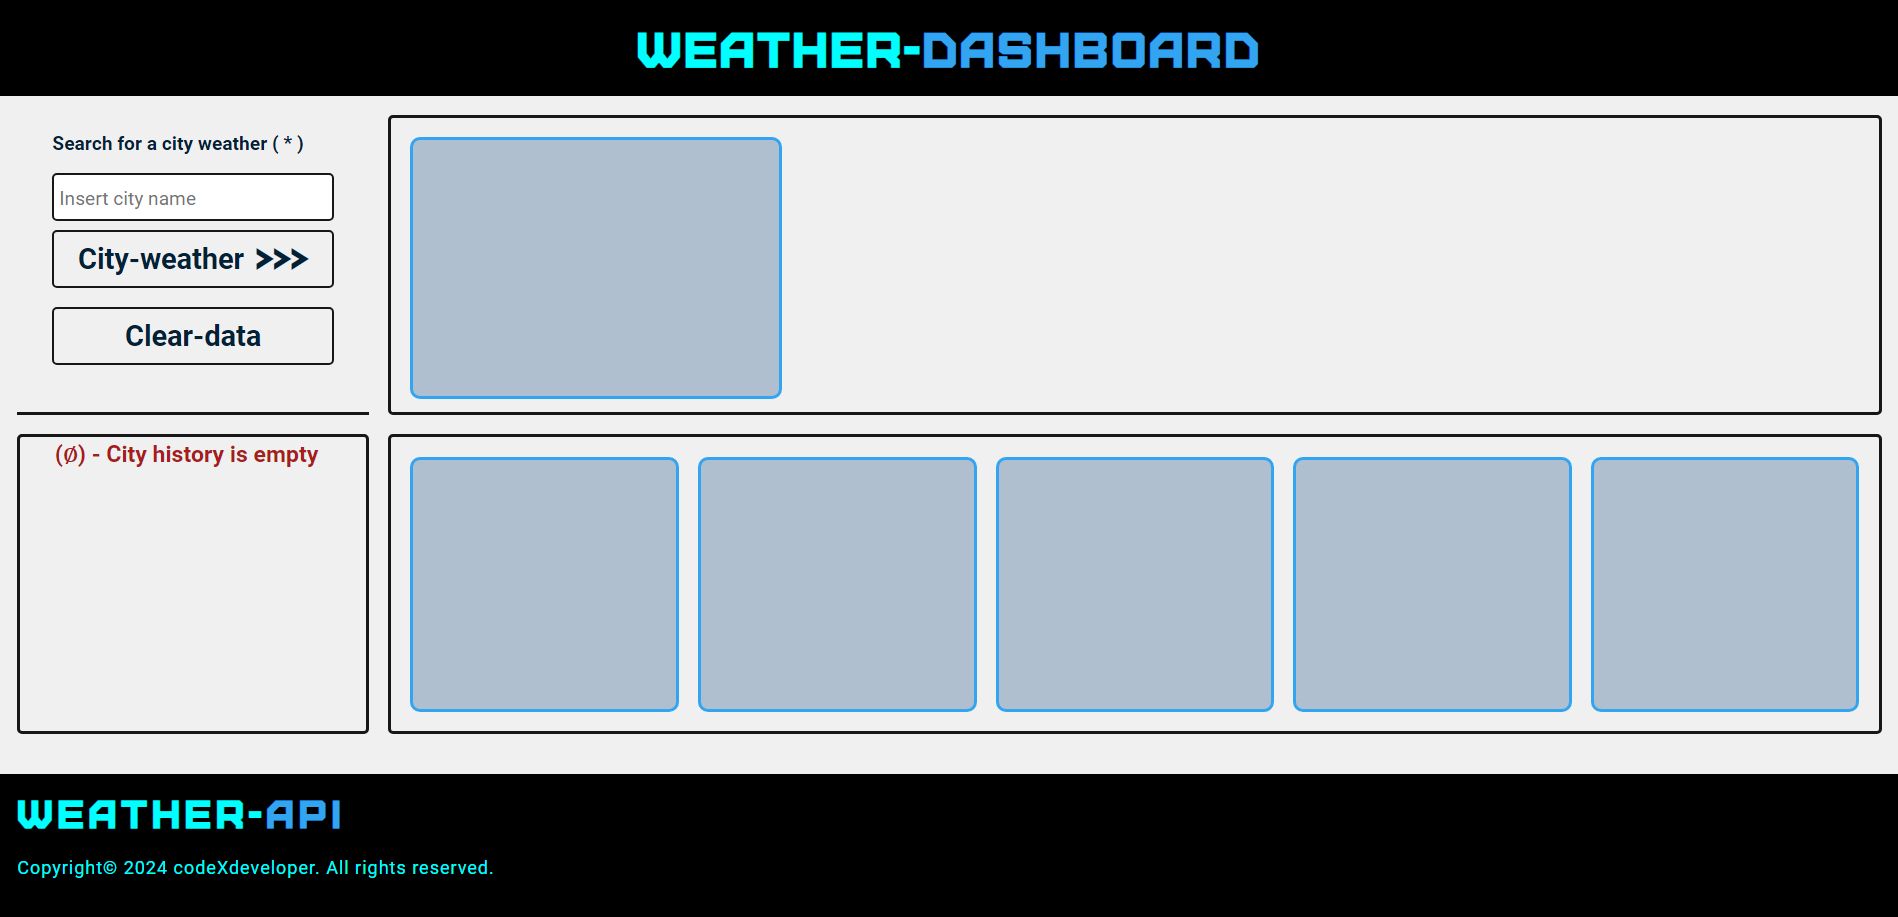 WEATHER-DASHBOARD
Search for a city weather ( * )
Insert city name
City-weather >>>
Clear-data
(Ø) - City history is empty
WEATHER-API
Copyright© 2024 codeXdeveloper. All rights reserved.